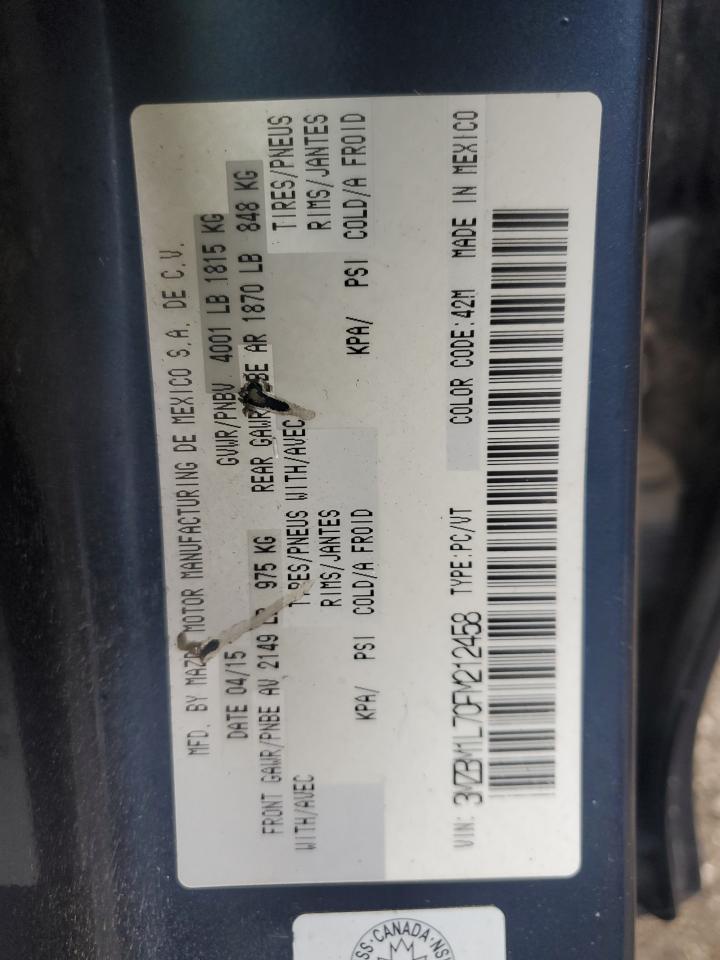 MFD. BY MAZDA MOTOR MANUFACTURING DE MEXICO S.A. DE C.V.
DATE 04/15 GVWR/PNBV 4001 LB 1815 KG
FRONT GAWR/PNBE AV 2149 LB 975 KG REAR GAWR/PNBE AR 1870 LB 848 KG
WITH/AVEC TIRES/PNEUS WITH/AVEC TIRES/PNEUS
RIMS/JANTES RIMS/JANTES
KPA/ PSI COLD/A FROID KPA/ PSI COLD/A FROID
COLOR CODE:42M MADE IN MEXICO
VIN: 3MZBM1L70FM212458 TYPE:PC/VT
CANADA